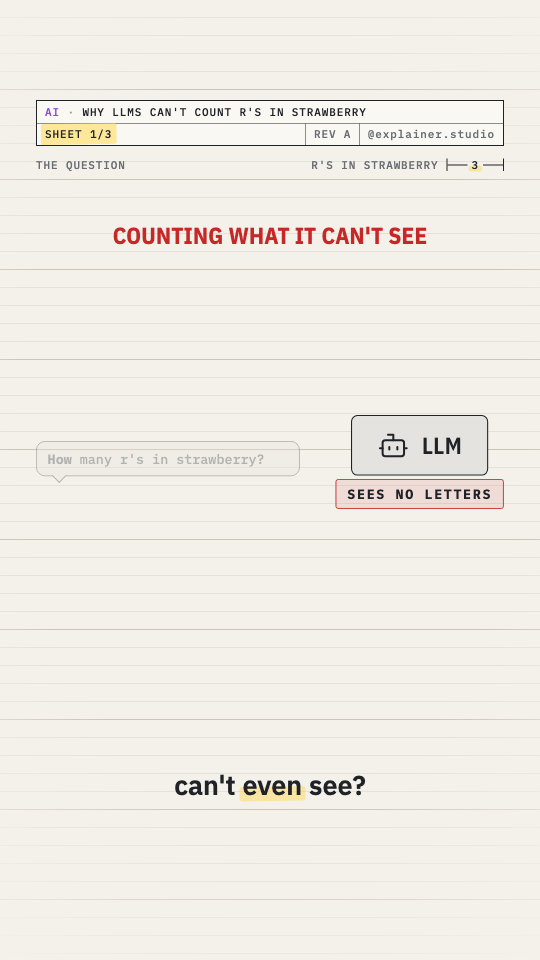 AI · WHY LLMS CAN'T COUNT R'S IN STRAWBERRY
SHEET 1/3 REV A @explainer.studio
THE QUESTION R'S IN STRAWBERRY 3
COUNTING WHAT IT CAN'T SEE
How many r's in strawberry?
LLM
SEES NO LETTERS
can't even see?